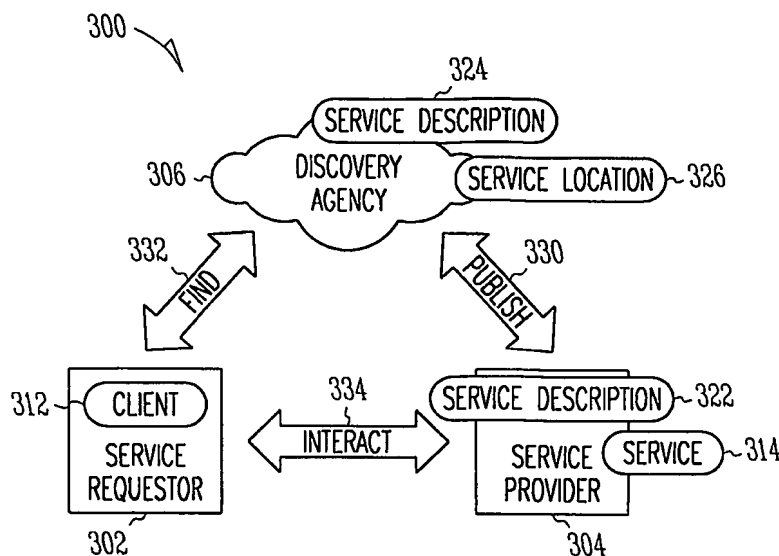 300
324
SERVICE DESCRIPTION
306
DISCOVERY
AGENCY
SERVICE LOCATION
326
332
FIND
330
PUBLISH
312
CLIENT
SERVICE
REQUESTOR
302
334
INTERACT
SERVICE DESCRIPTION
322
SERVICE
PROVIDER
SERVICE
314
304